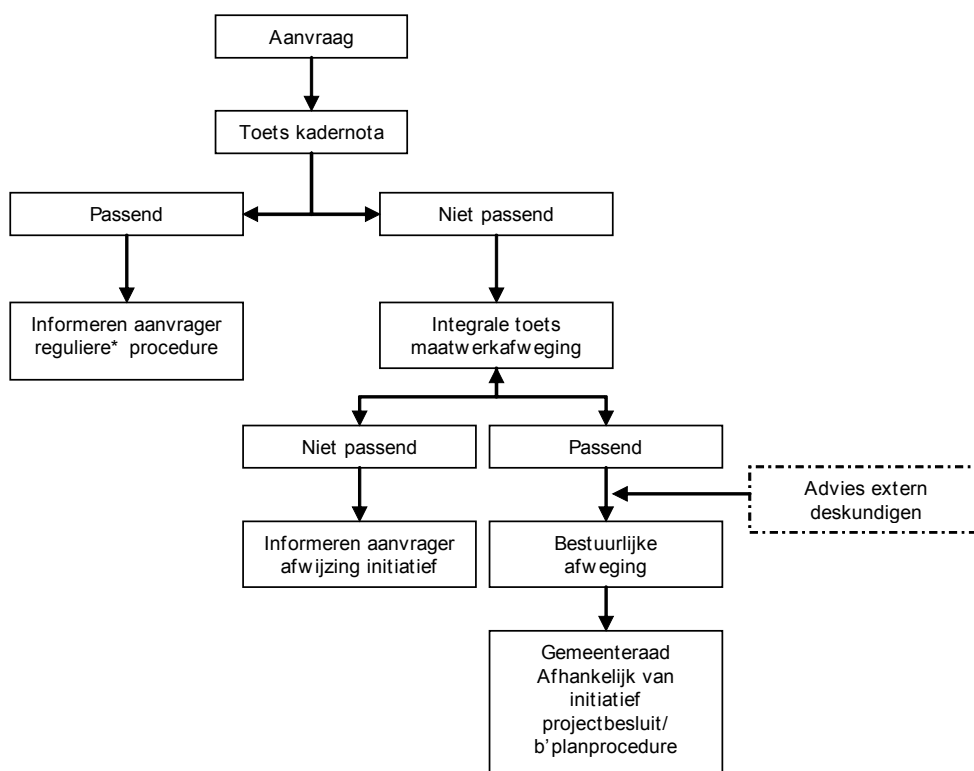 Aanvraag
Toets kadernota
Passend
Niet passend
Informeren aanvrager
reguliere* procedure
Integrale toets
maatwerkafweging
Niet passend
Passend
Advies extern
deskundigen
Informeren aanvrager
afwijzing initiatief
Bestuurlijke
afweging
Gemeenteraad
Afhankelijk van
initiatief
projectbesluit/
b'planprocedure